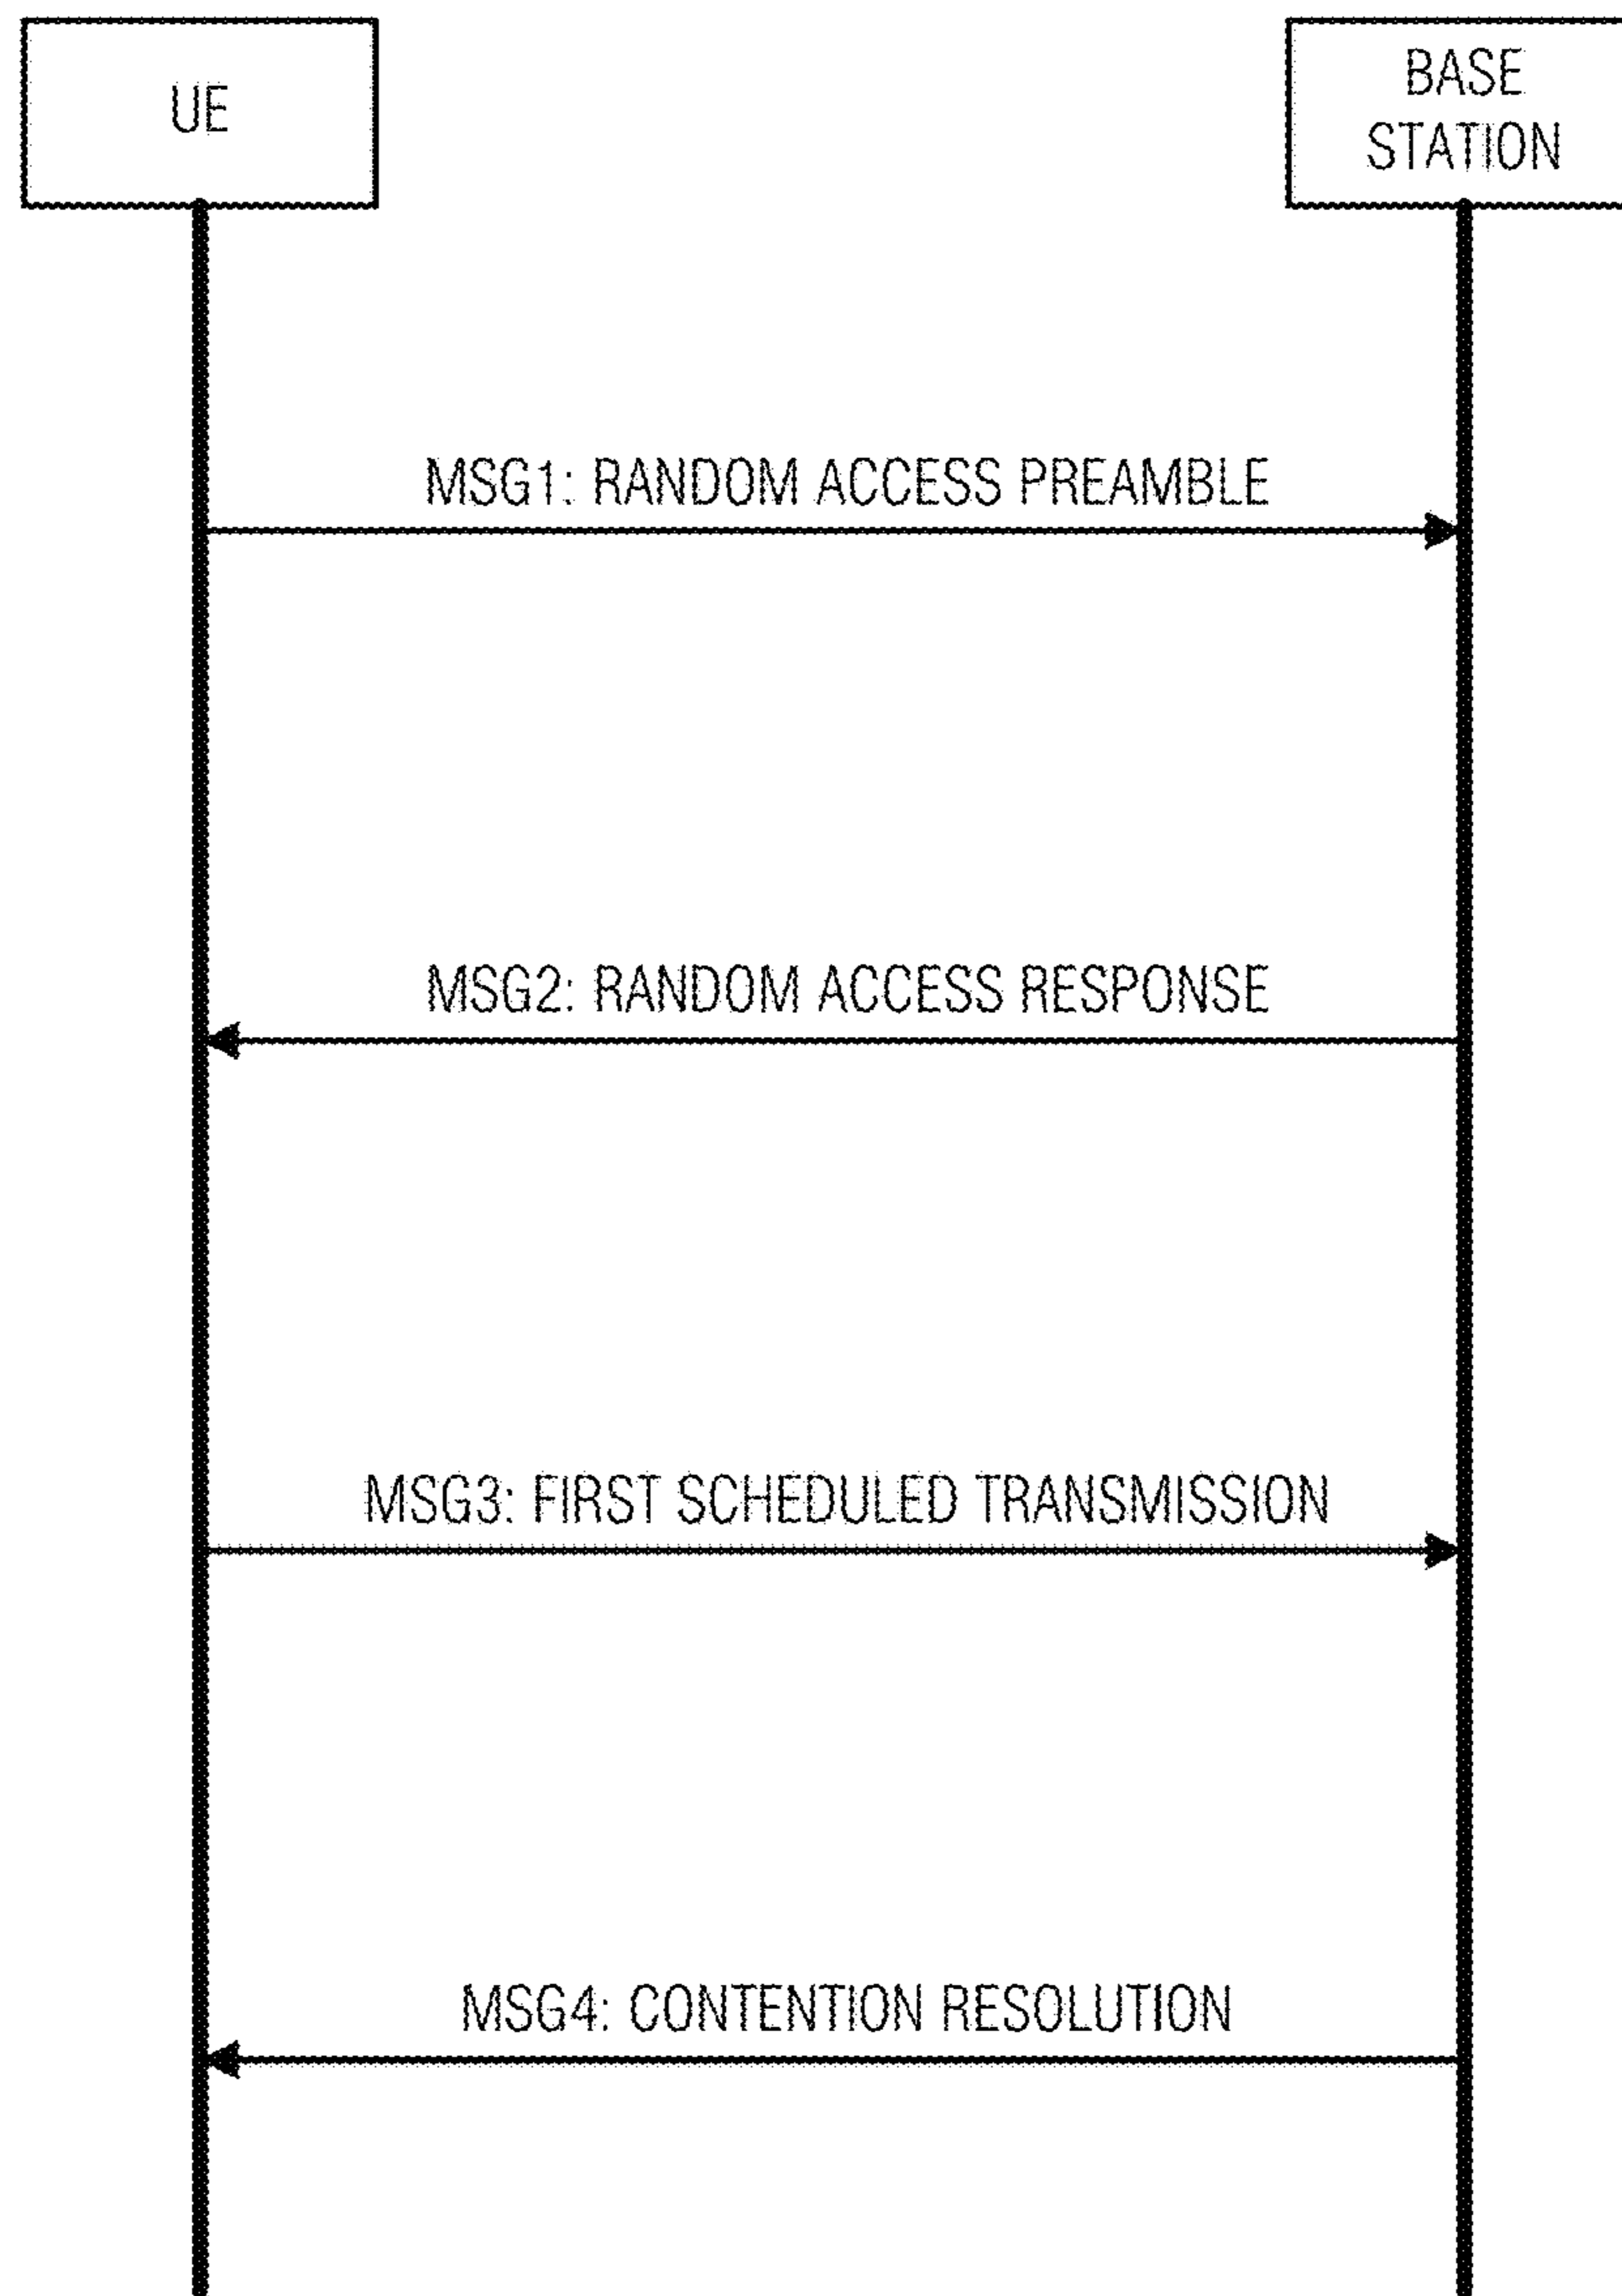 UE
BASE
STATION
MSG1: RANDOM ACCESS PREAMBLE
MSG2: RANDOM ACCESS RESPONSE
MSG3: FIRST SCHEDULED TRANSMISSION
MSG4: CONTENTION RESOLUTION